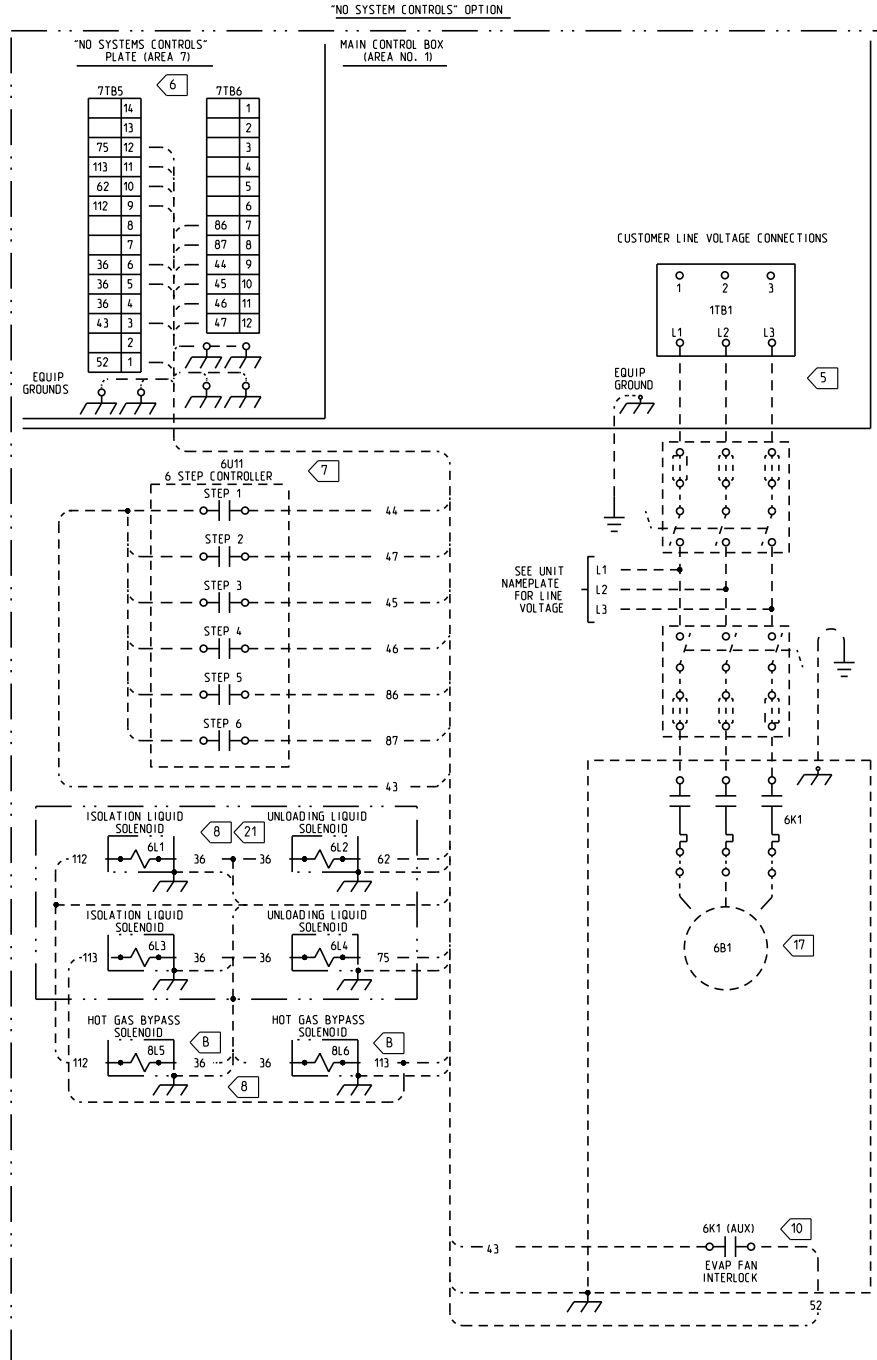 "NO SYSTEM CONTROLS" OPTION
"NO SYSTEMS CONTROLS"
PLATE (AREA 7)
MAIN CONTROL BOX
(AREA NO. 1)
6
7TB5
7TB6
14
13
75 12
113 11
62 10
112 9
8
7
36 6
36 5
36 4
43 3
2
52 1
1
2
3
4
5
6
86 7
87 8
44 9
45 10
46 11
47 12
EQUIP
GROUNDS
CUSTOMER LINE VOLTAGE CONNECTIONS
1 2 3
1TB1
L1 L2 L3
EQUIP
GROUND
5
6U11
6 STEP CONTROLLER
7
STEP 1
44
STEP 2
47
STEP 3
45
STEP 4
46
STEP 5
86
STEP 6
87
43
SEE UNIT
NAMEPLATE
FOR LINE
VOLTAGE
L1
L2
L3
6K1
6B1
17
ISOLATION LIQUID
SOLENOID
8 21
UNLOADING LIQUID
SOLENOID
112 6L1 36 36 6L2 62
ISOLATION LIQUID
SOLENOID
UNLOADING LIQUID
SOLENOID
113 6L3 36 36 6L4 75
HOT GAS BYPASS
SOLENOID
B
HOT GAS BYPASS
SOLENOID
B
112 8L5 36 36 8L6 113
8
43
6K1 (AUX)
10
EVAP FAN
INTERLOCK
52